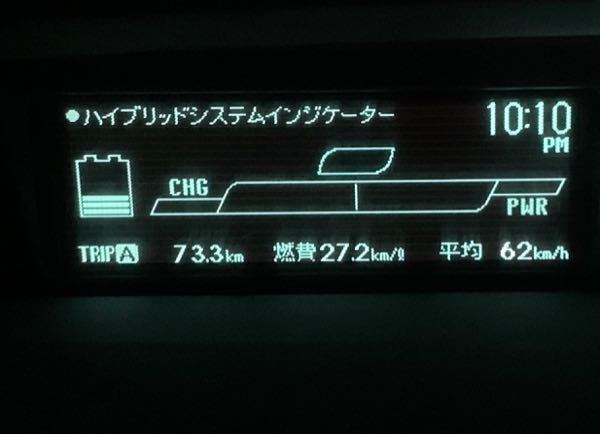 ●ハイブリッドシステムインジケーター 10:10
PM
CHG
PWR
TRIP A 73.3km 燃費27.2km/ℓ 平均 62km/h